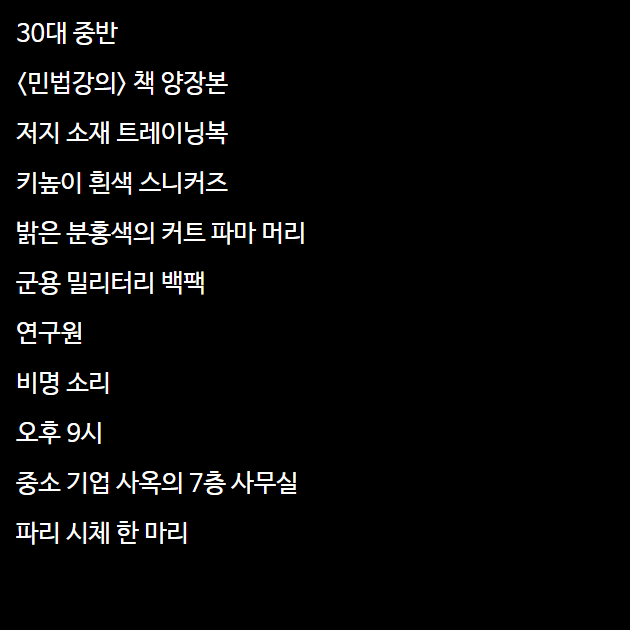 30대 중반
〈민법강의〉 책 양장본
저지 소재 트레이닝복
키높이 흰색 스니커즈
밝은 분홍색의 커트 파마 머리
군용 밀리터리 백팩
연구원
비명 소리
오후 9시
중소 기업 사옥의 7층 사무실
파리 시체 한 마리